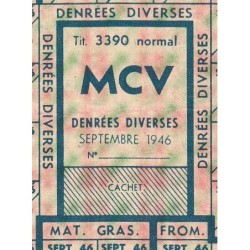 DENRÉES DIVERSES
DENRÉES DIVERSES
DENRÉES DIVERSES
Tit. 3390 normal
MCV
DENRÉES DIVERSES
SEPTEMBRE 1946
N°
CACHET
MAT. GRAS. FROM.
SEPT. 46 SEPT. 46 SEPT. 46